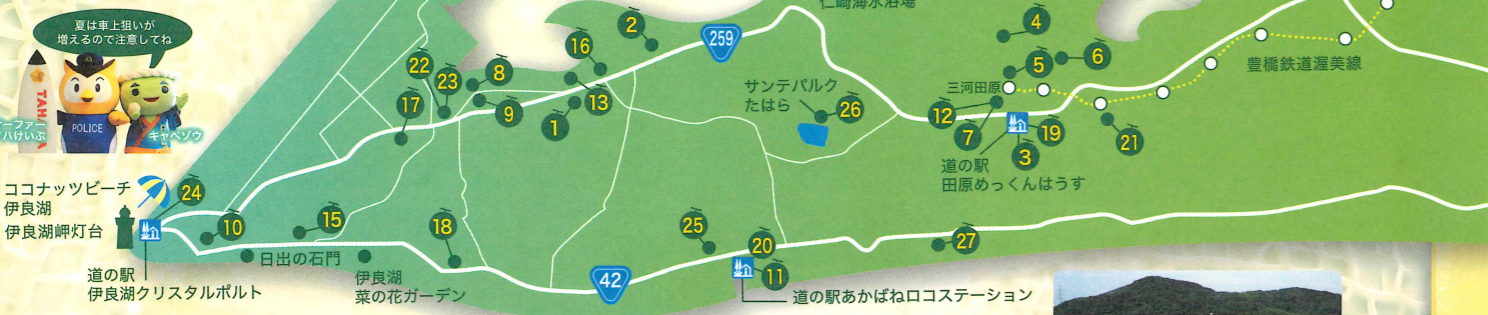 夏は車上狙いが
増えるので注意してね
POLICE
キャベゾウ
仁崎海水浴場
2
16
259
4
22
23
8
5
6
サンテパルク
たはら
26
三河田原
豊橋鉄道渥美線
17
9
1
13
12
7
19
3
21
道の駅
田原めっくんはうす
ココナッツビーチ
伊良湖
24
伊良湖岬灯台
10
15
18
25
20
27
日出の石門
11
道の駅
伊良湖クリスタルポルト
伊良湖
菜の花ガーデン
42
道の駅あかばねロコステーション